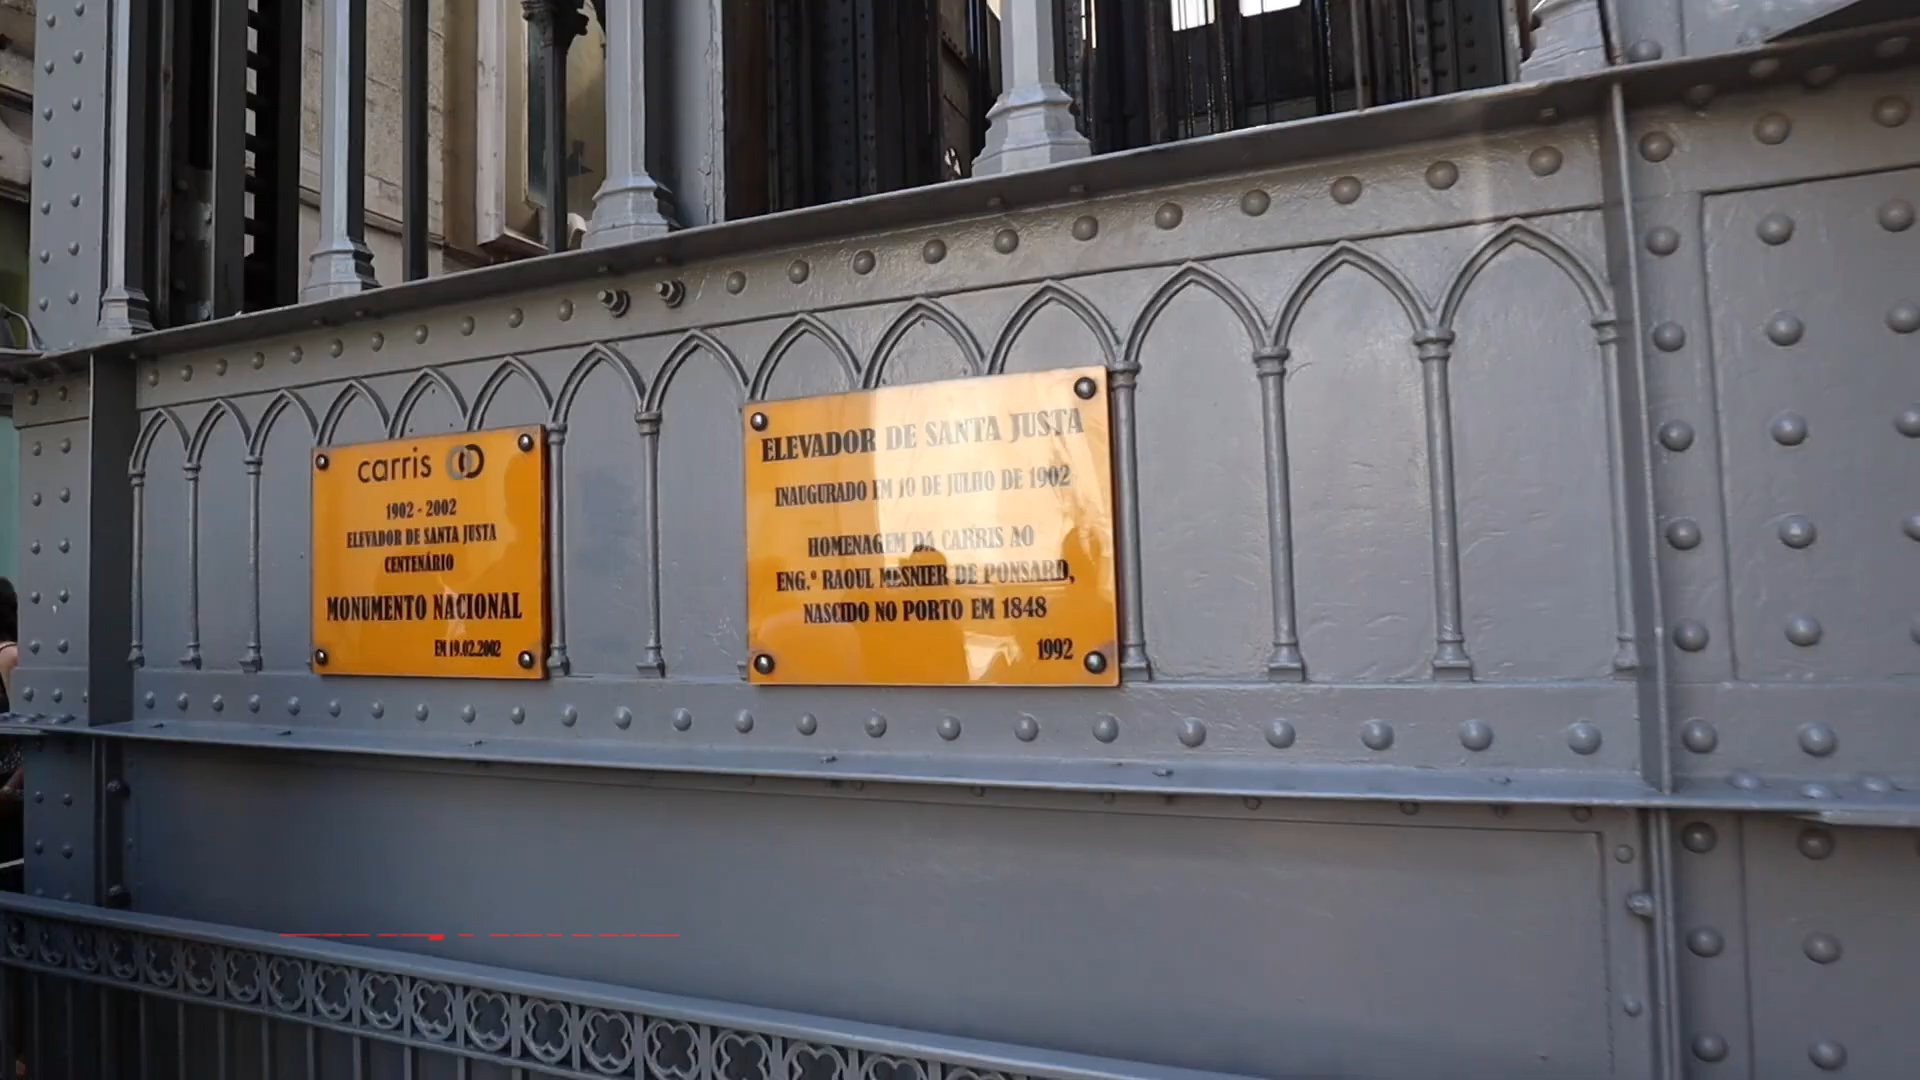 carris
1902 - 2002
ELEVADOR DE SANTA JUSTA
CENTENÁRIO
MONUMENTO NACIONAL
EM 19.02.2002
ELEVADOR DE SANTA JUSTA
INAUGURADO EM 10 DE JULHO DE 1902
HOMENAGEM DA CARRIS AO
ENG.º RAOUL MESNIER DE PONSARD,
NASCIDO NO PORTO EM 1848
1992